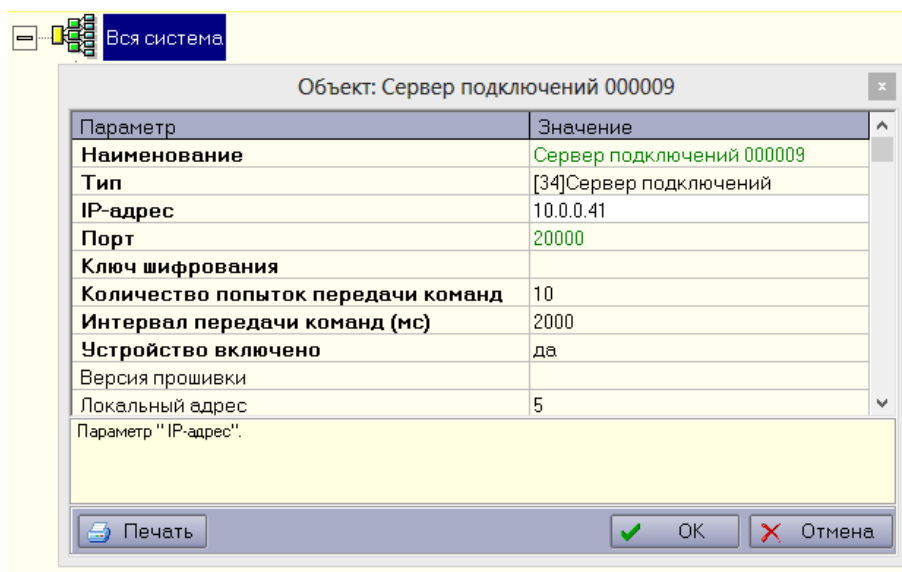 Вся система
Объект: Сервер подключений 000009
Параметр Значение
Наименование Сервер подключений 000009
Тип [34]Сервер подключений
IP-адрес 10.0.0.41
Порт 20000
Ключ шифрования
Количество попыток передачи команд 10
Интервал передачи команд (мс) 2000
Устройство включено да
Версия прошивки
Локальный адрес 5
Параметр "IP-адрес".
Печать OK Отмена